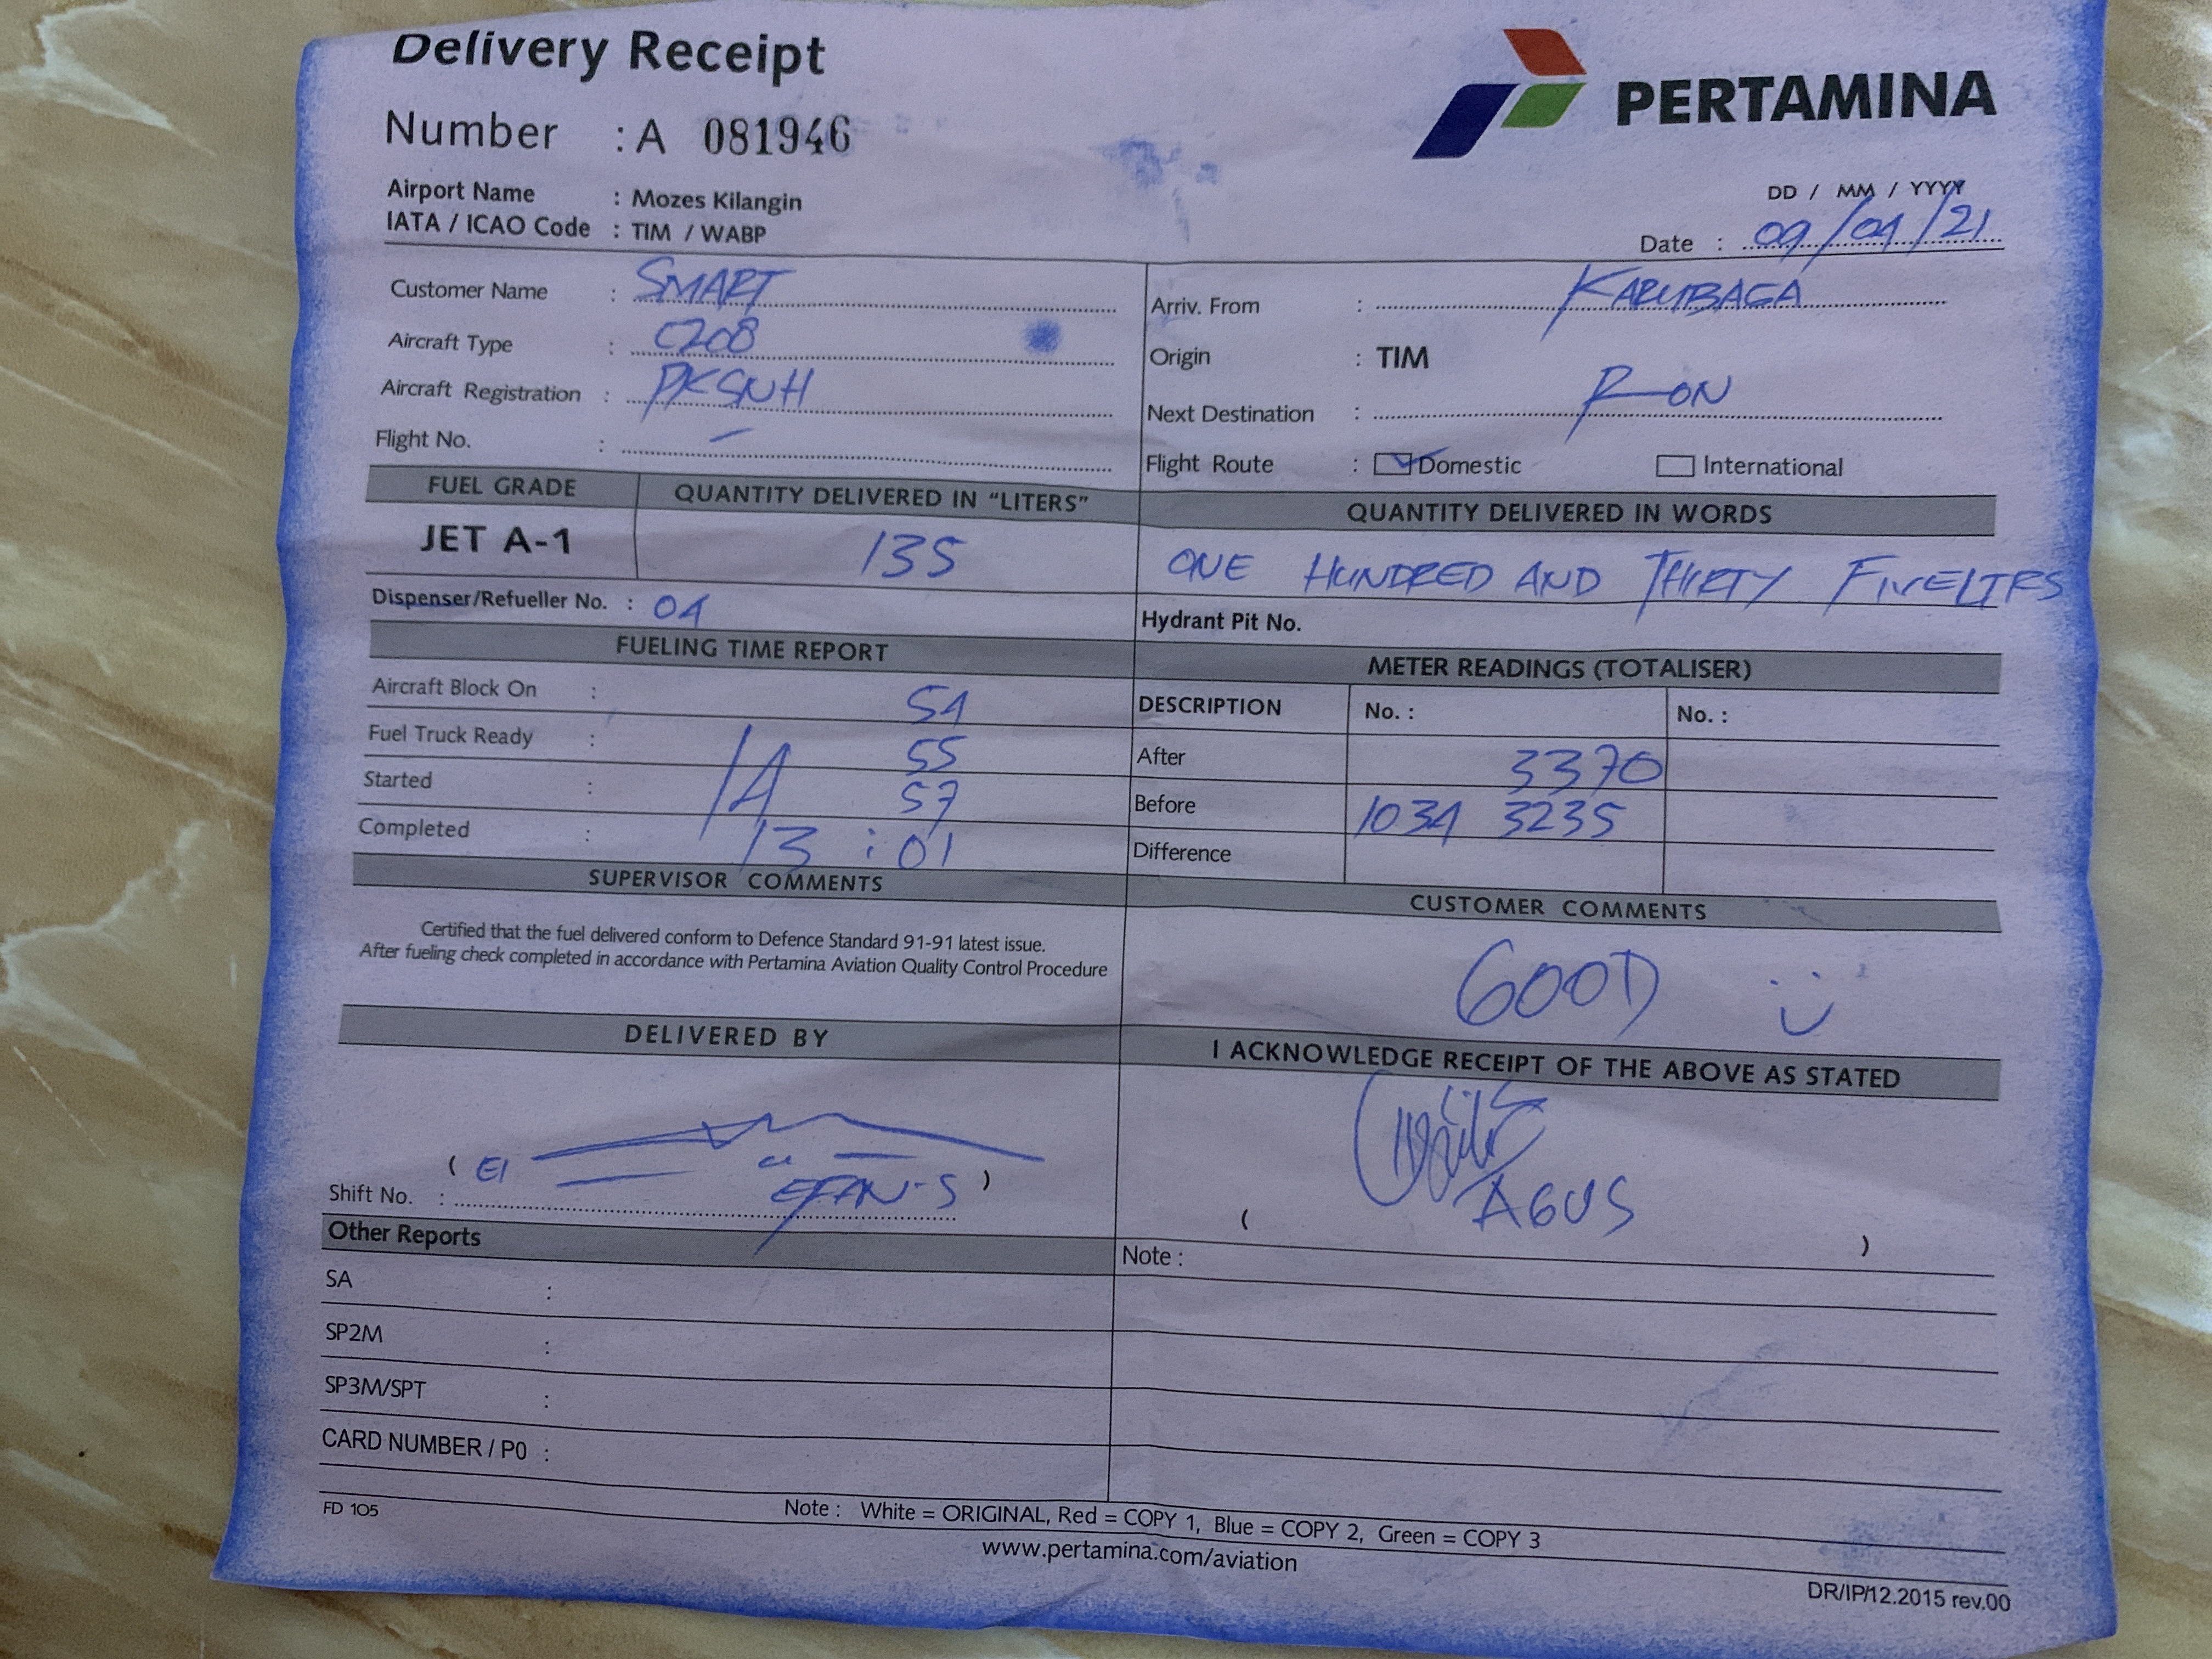 Delivery Receipt
PERTAMINA
Number : A 081946
Airport Name : Mozes Kilangin
IATA / ICAO Code : TIM / WABP
DD / MM / YYYY
Date : 09/04/21
Customer Name : SMART
Arriv. From : KARUBAGA
Aircraft Type : C208
Origin : TIM
Aircraft Registration : PKSNH
Next Destination : R-ON
Flight No. : –
Flight Route : Domestic International
FUEL GRADE QUANTITY DELIVERED IN “LITERS” QUANTITY DELIVERED IN WORDS
JET A-1 135 ONE HUNDRED AND THIRTY FIVE LTRS
Dispenser/Refueller No. : 04
Hydrant Pit No.
FUELING TIME REPORT METER READINGS (TOTALISER)
Aircraft Block On : 54
DESCRIPTION No. : No. :
Fuel Truck Ready : 55
After 3370
Started : 57
Before 1034 3235
Completed : 13 : 01
Difference
SUPERVISOR COMMENTS CUSTOMER COMMENTS
Certified that the fuel delivered conform to Defence Standard 91-91 latest issue.
After fueling check completed in accordance with Pertamina Aviation Quality Control Procedure
GOOD
DELIVERED BY I ACKNOWLEDGE RECEIPT OF THE ABOVE AS STATED
( )
Shift No. :
( AGUS )
Other Reports
Note :
SA :
SP2M :
SP3M/SPT :
CARD NUMBER / P0 :
FD 105
Note : White = ORIGINAL, Red = COPY 1, Blue = COPY 2, Green = COPY 3
www.pertamina.com/aviation
DR/IP/12.2015 rev.00